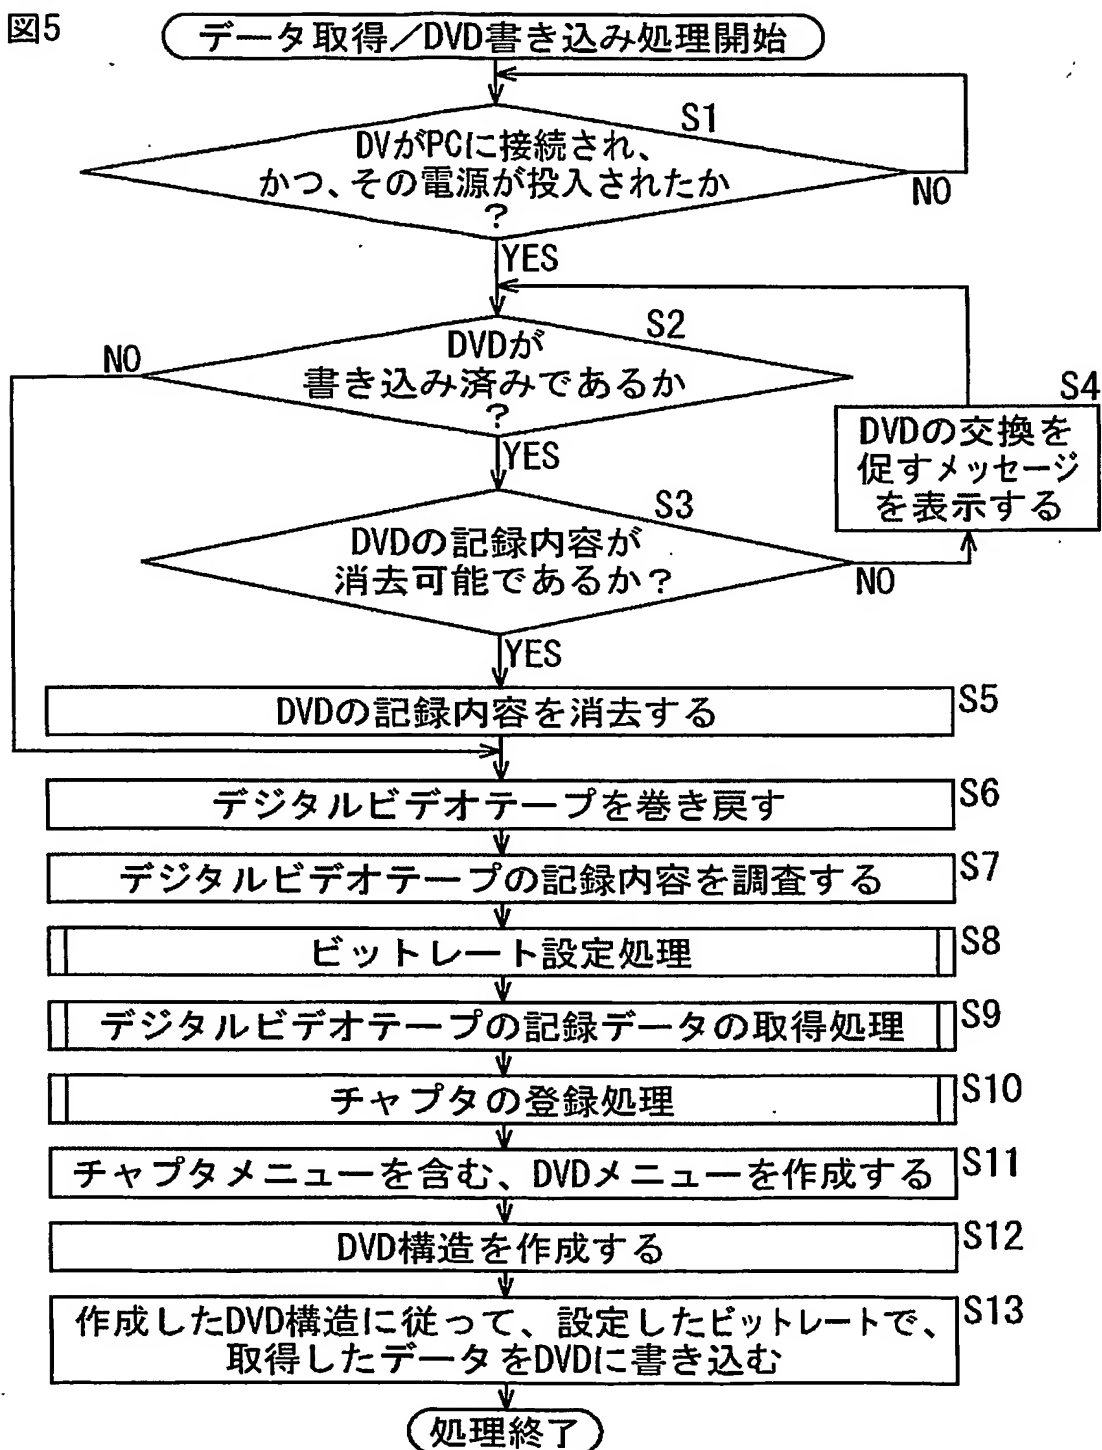 図5
データ取得/DVD書き込み処理開始
S1
DVがPCに接続され、
かつ、その電源が投入されたか
?
NO
YES
S2
DVDが
書き込み済みであるか
?
NO
YES
S4
DVDの交換を
促すメッセージ
を表示する
S3
DVDの記録内容が
消去可能であるか?
NO
YES
DVDの記録内容を消去する
S5
デジタルビデオテープを巻き戻す
S6
デジタルビデオテープの記録内容を調査する
S7
ビットレート設定処理
S8
デジタルビデオテープの記録データの取得処理
S9
チャプタの登録処理
S10
チャプタメニューを含む、DVDメニューを作成する
S11
DVD構造を作成する
S12
作成したDVD構造に従って、設定したビットレートで、
取得したデータをDVDに書き込む
S13
処理終了